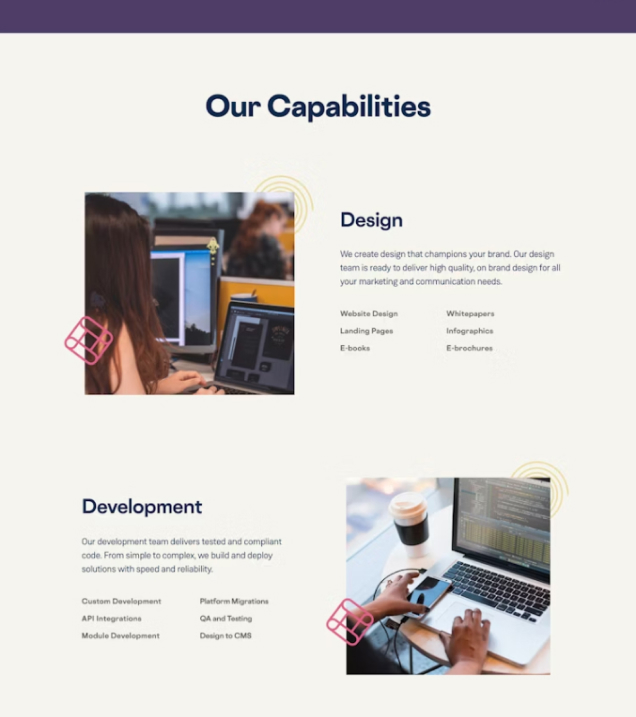 Our Capabilities
Design
We create design that champions your brand. Our design
team is ready to deliver high quality, on brand design for all
your marketing and communication needs.
Website Design
Whitepapers
Landing Pages
Infographics
E-books
E-brochures
Development
Our development team delivers tested and compliant
code. From simple to complex, we build and deploy
solutions with speed and reliability.
Custom Development
Platform Migrations
API Integrations
QA and Testing
Module Development
Design to CMS